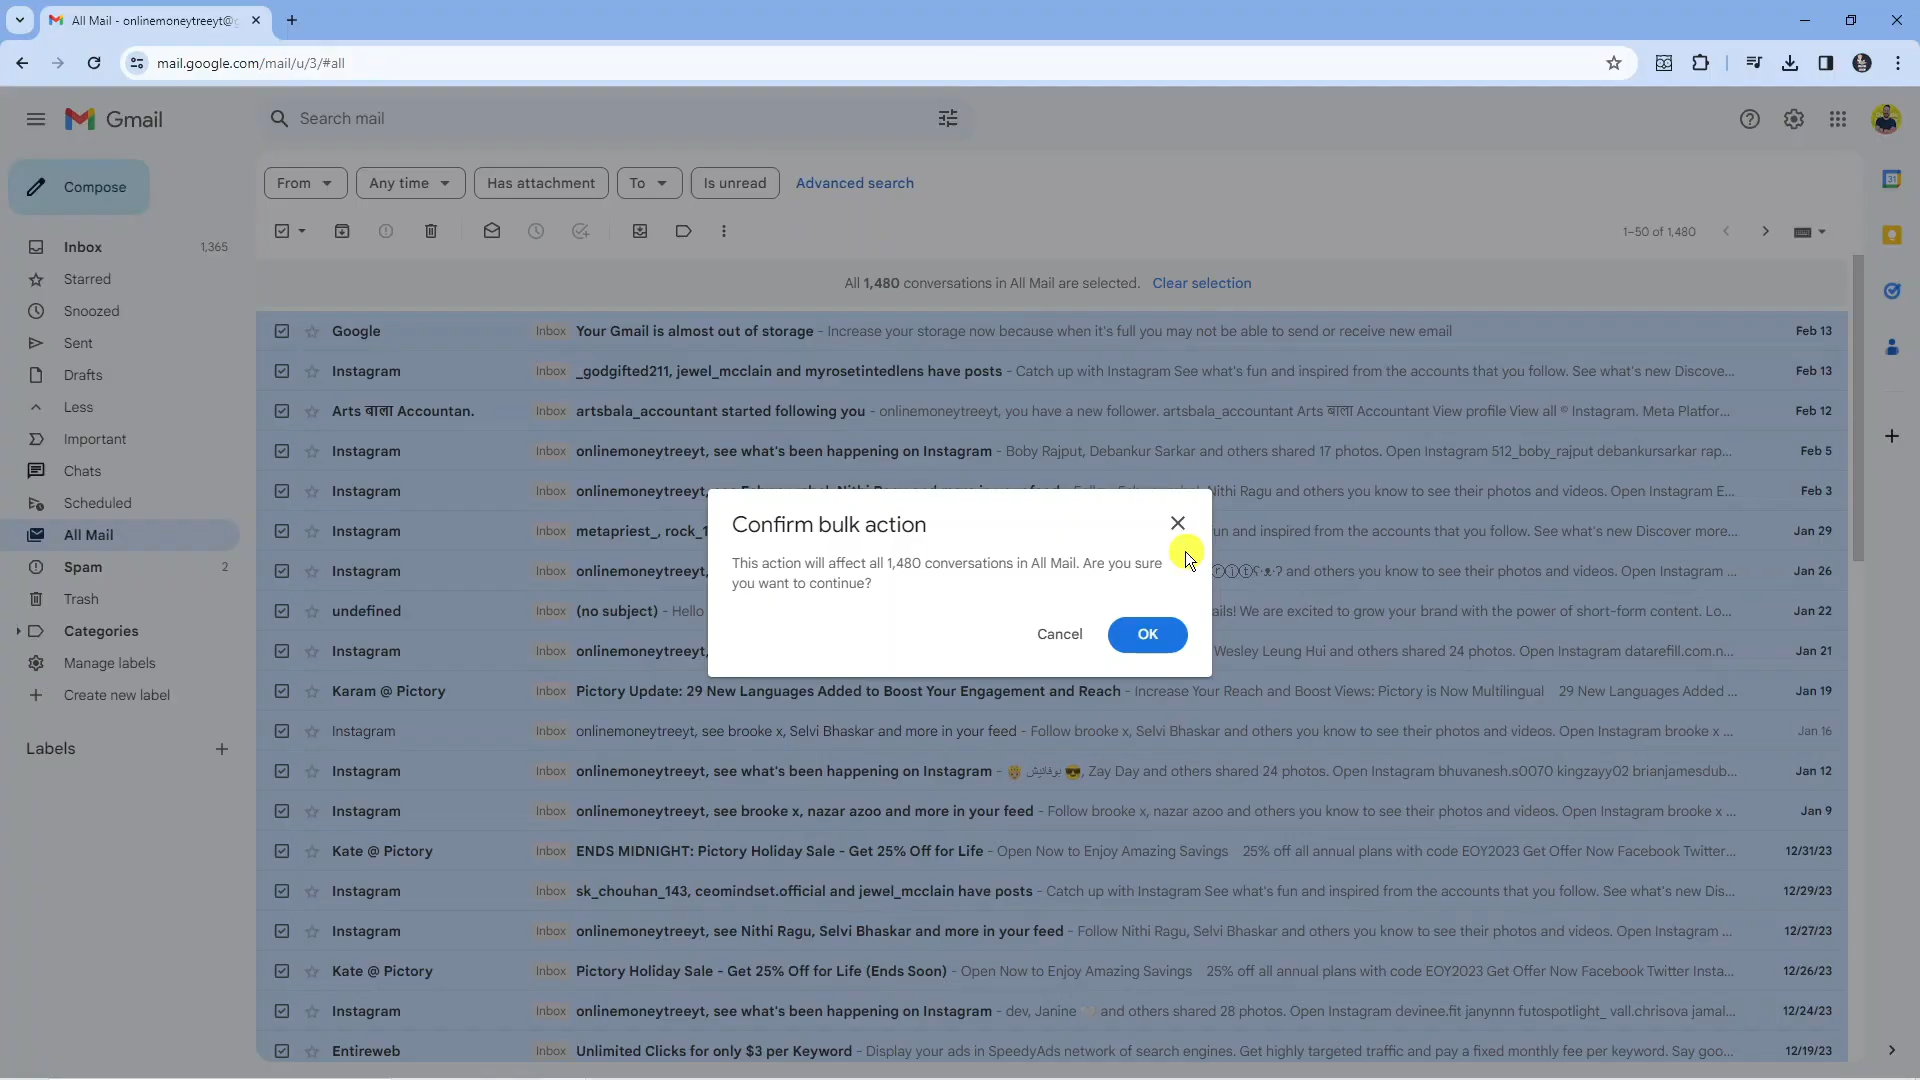 All Mail - onlinemoneytreeyt@g
mail.google.com/mail/u/3/#all
Gmail
Search mail
Compose
From
Any time
Has attachment
To
Is unread
Advanced search
1–50 of 1,480
Inbox 1,365
Starred
Snoozed
Sent
Drafts
Less
Important
Chats
Scheduled
All Mail
Spam 2
Trash
Categories
Manage labels
Create new label
Labels
31
All 1,480 conversations in All Mail are selected. Clear selection
Google Inbox Your Gmail is almost out of storage - Increase your storage now because when it's full you may not be able to send or receive new email Feb 13
Instagram Inbox _godgifted211, jewel_mcclain and myrosetintedlens have posts - Catch up with Instagram See what's fun and inspired from the accounts that you follow. See what's new Discove... Feb 13
Arts बाला Accountan. Inbox artsbala_accountant started following you - onlinemoneytreeyt, you have a new follower. artsbala_accountant Arts बाला Accountant View profile View all © Instagram. Meta Platfor... Feb 12
Instagram Inbox onlinemoneytreeyt, see what's been happening on Instagram - Boby Rajput, Debankur Sarkar and others shared 17 photos. Open Instagram 512_boby_rajput debankursarkar rap... Feb 5
Instagram Inbox onlinemoneytreeyt, Nithi Ragu and others you know to see their photos and videos. Open Instagram E... Feb 3
Instagram Inbox metapriest_, rock_1 un and inspired from the accounts that you follow. See what's new Discover more... Jan 29
Instagram Inbox onlinemoneytreeyt, and others you know to see their photos and videos. Open Instagram ... Jan 26
undefined Inbox (no subject) - Hello ails! We are excited to grow your brand with the power of short-form content. Lo... Jan 22
Instagram Inbox onlinemoneytreeyt, Wesley Leung Hui and others shared 24 photos. Open Instagram datarefill.com.n... Jan 21
Karam @ Pictory Inbox Pictory Update: 29 New Languages Added to Boost Your Engagement and Reach - Increase Your Reach and Boost Views: Pictory is Now Multilingual 29 New Languages Added ... Jan 19
Instagram Inbox onlinemoneytreeyt, see brooke x, Selvi Bhaskar and more in your feed - Follow brooke x, Selvi Bhaskar and others you know to see their photos and videos. Open Instagram brooke x ... Jan 16
Instagram Inbox onlinemoneytreeyt, see what's been happening on Instagram - 😎, Zay Day and others shared 24 photos. Open Instagram bhuvanesh.s0070 kingzayy02 brianjamesdub... Jan 12
Instagram Inbox onlinemoneytreeyt, see brooke x, nazar azoo and more in your feed - Follow brooke x, nazar azoo and others you know to see their photos and videos. Open Instagram brooke x ... Jan 9
Kate @ Pictory Inbox ENDS MIDNIGHT: Pictory Holiday Sale - Get 25% Off for Life - Open Now to Enjoy Amazing Savings 25% off all annual plans with code EOY2023 Get Offer Now Facebook Twitter... 12/31/23
Instagram Inbox sk_chouhan_143, ceomindset.official and jewel_mcclain have posts - Catch up with Instagram See what's fun and inspired from the accounts that you follow. See what's new Dis... 12/29/23
Instagram Inbox onlinemoneytreeyt, see Nithi Ragu, Selvi Bhaskar and more in your feed - Follow Nithi Ragu, Selvi Bhaskar and others you know to see their photos and videos. Open Instagram ... 12/27/23
Kate @ Pictory Inbox Pictory Holiday Sale - Get 25% Off for Life (Ends Soon) - Open Now to Enjoy Amazing Savings 25% off all annual plans with code EOY2023 Get Offer Now Facebook Twitter Insta... 12/26/23
Instagram Inbox onlinemoneytreeyt, see what's been happening on Instagram - dev, Janine and others shared 28 photos. Open Instagram devinee.fit janynnn futospotlight_ vall.chrisova jamal... 12/24/23
Entireweb Inbox Unlimited Clicks for only $3 per Keyword - Display your ads in SpeedyAds network of search engines. Get highly targeted traffic and pay a fixed monthly fee per keyword. Say goo... 12/19/23
Confirm bulk action
This action will affect all 1,480 conversations in All Mail. Are you sure
you want to continue?
Cancel
OK